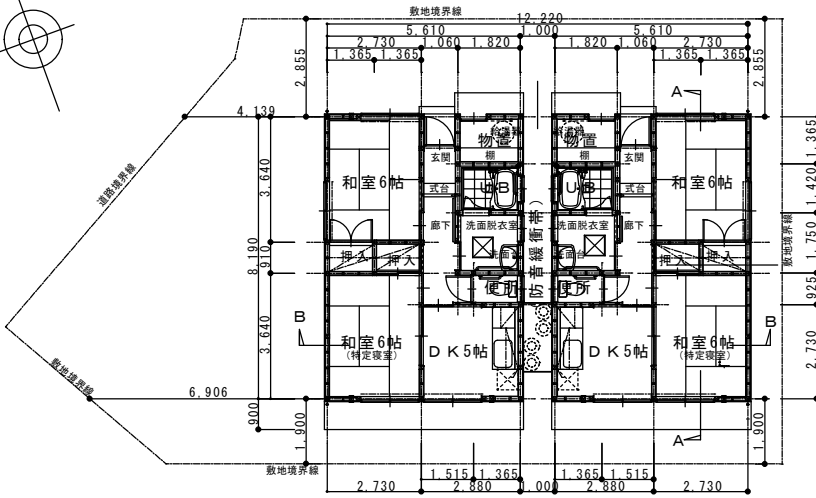 敷地境界線
12,220
5,610 1,000 5,610
2,730 1,060 1,820 1,820 1,060 2,730
1,365 1,365 1,365 1,365
2,855 2,855
A
4,139
道路境界線
3,640
8,190
910
3,640
900
1,900
6,906
敷地境界線
1,365
1,420
1,750
925
2,730
1,900
敷地境界線
物置 物置
玄関 棚 棚 玄関
和室6帖 和室6帖
式台 UB UB 式台
廊下 洗面脱衣室 洗面脱衣室 廊下
洗面台
防音緩衝帯)
押入 押入 押入 押入
便所 便所
B B
和室6帖 DK5帖 DK5帖 和室6帖
(特定寝室) (特定寝室)
A
敷地境界線
1,515 1,365 1,365 1,515
2,730 2,880 1,000 2,880 2,730